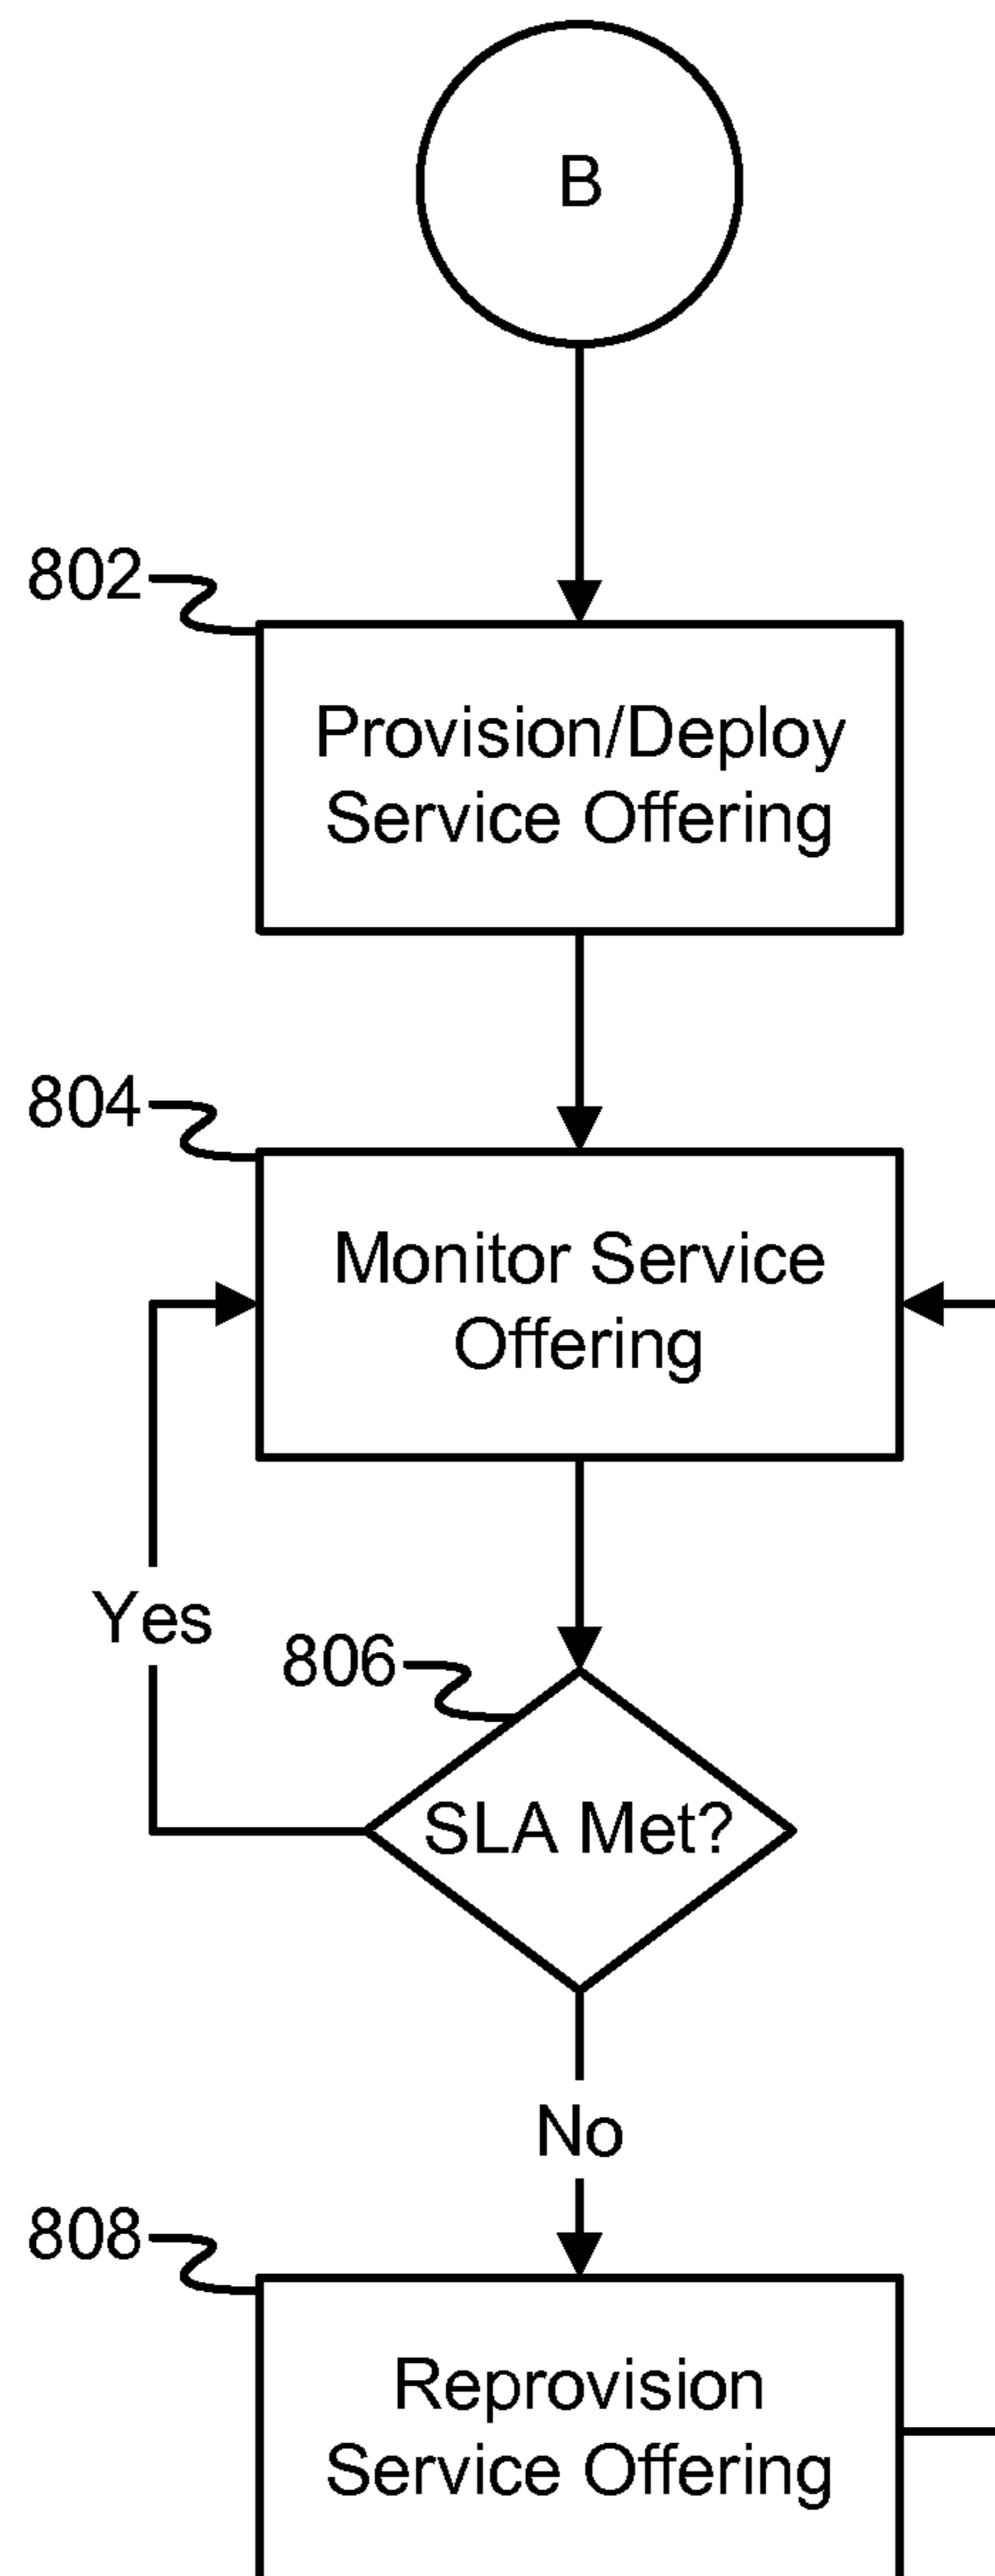 B
802
Provision/Deploy
Service Offering
804
Monitor Service
Offering
Yes
806
SLA Met?
No
808
Reprovision
Service Offering